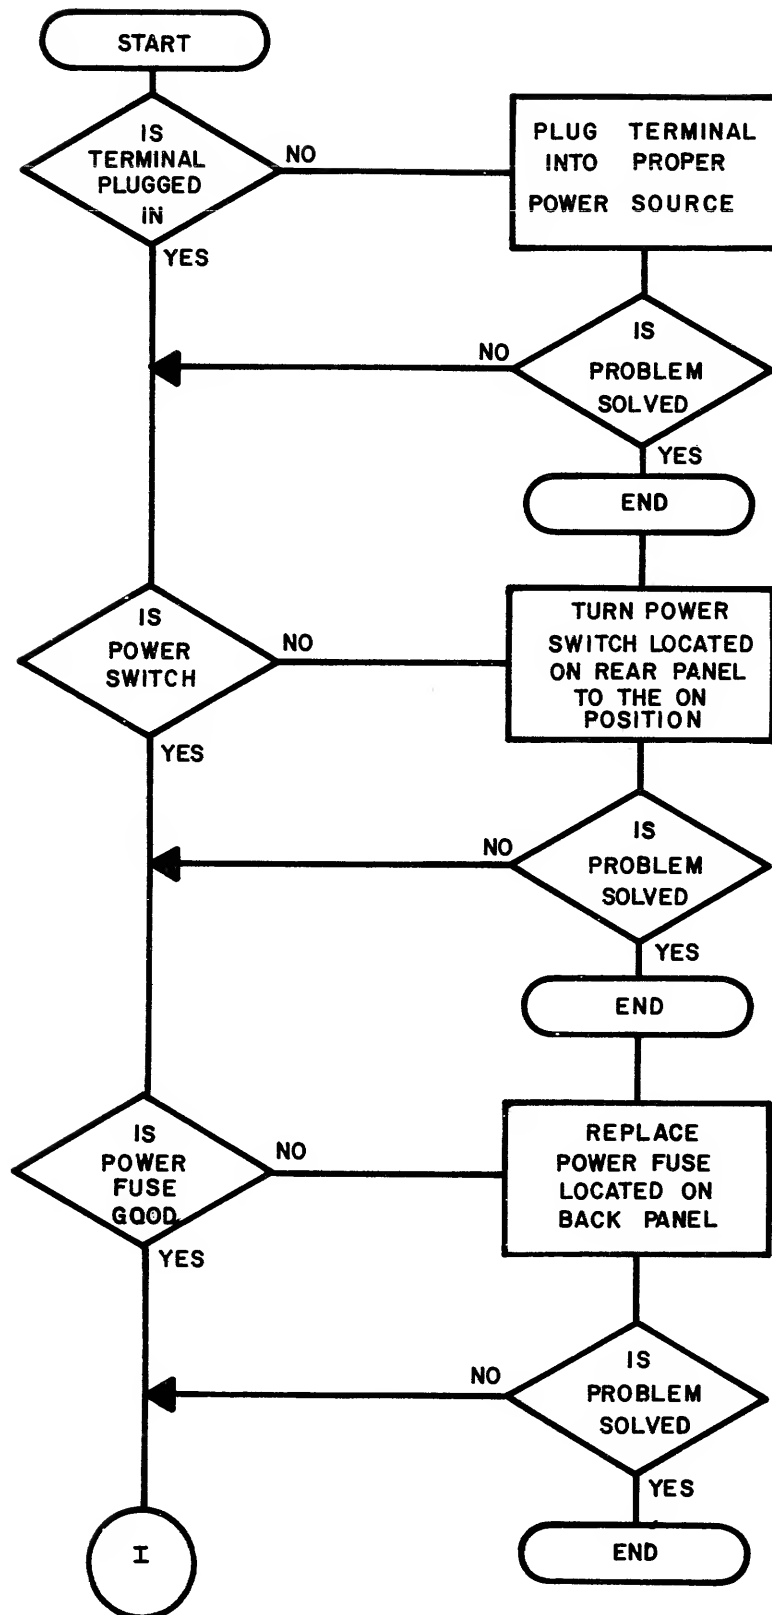 START
IS
TERMINAL
PLUGGED
IN
NO
YES
PLUG TERMINAL
INTO PROPER
POWER SOURCE
IS
PROBLEM
SOLVED
NO
YES
END
IS
POWER
SWITCH
NO
YES
TURN POWER
SWITCH LOCATED
ON REAR PANEL
TO THE ON
POSITION
IS
PROBLEM
SOLVED
NO
YES
END
IS
POWER
FUSE
GOOD
NO
YES
REPLACE
POWER FUSE
LOCATED ON
BACK PANEL
IS
PROBLEM
SOLVED
NO
YES
END
I